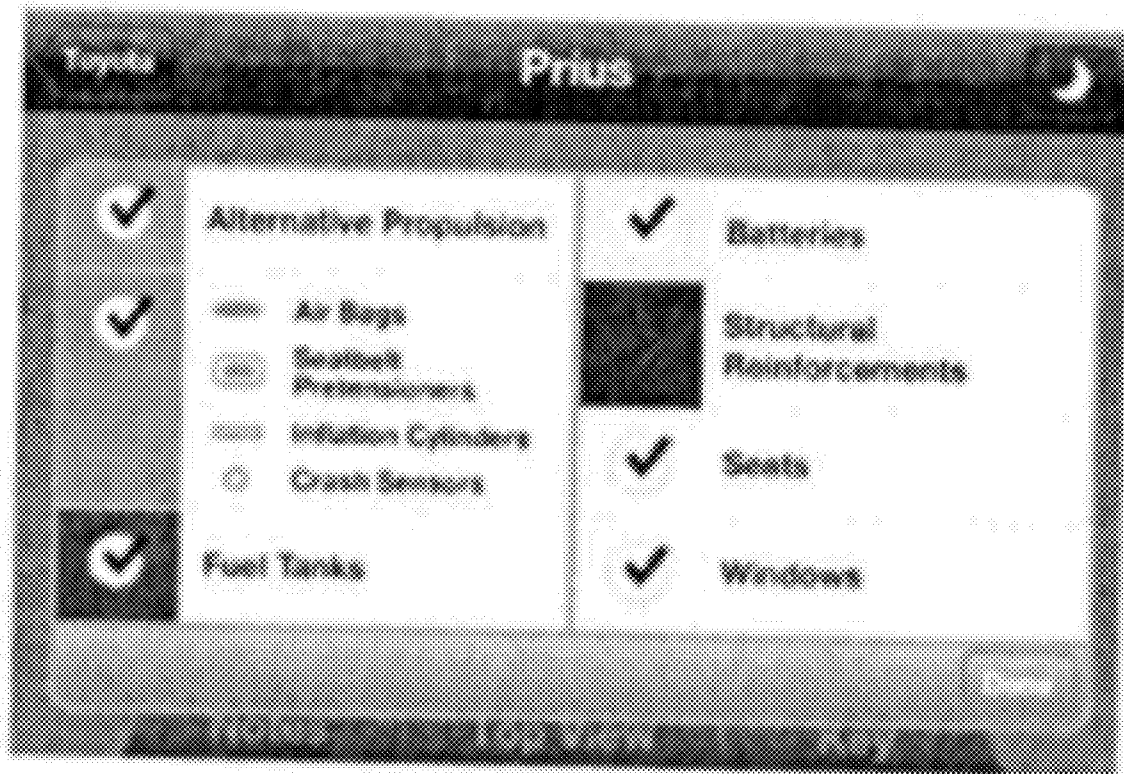 Toyota
Prius
Alternative Propulsion
Air Bags
Seatbelt
Pretensioners
Inflation Cylinders
Crash Sensors
Fuel Tanks
Batteries
Structural
Reinforcements
Seats
Windows